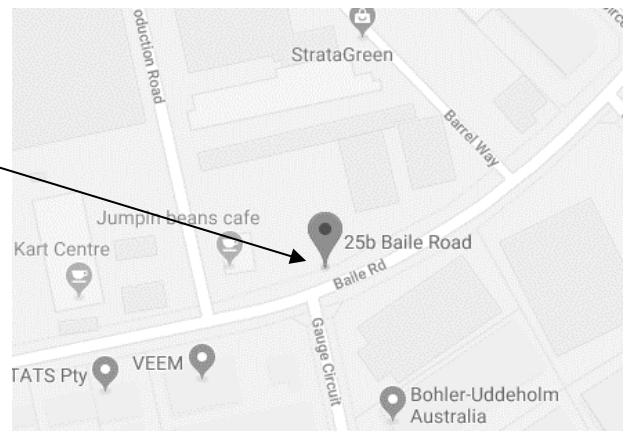 oduction Road
StrataGreen
Barrel Way
Jumpin beans cafe
25b Baile Road
Kart Centre
Baile Rd
Gauge Circuit
VEEM
TATS Pty
Bohler-Uddeholm
Australia